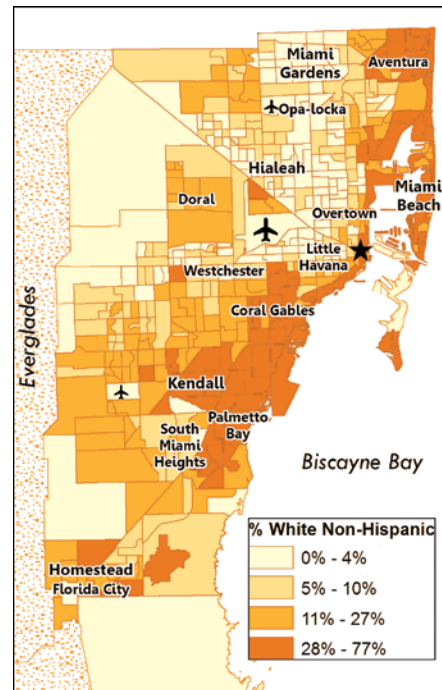 Miami
Gardens
Aventura
Opa-locka
Hialeah
Miami
Beach
Doral
Overtown
Little
Havana
Westchester
Coral Gables
Everglades
Kendall
Palmetto
Bay
South
Miami
Heights
Biscayne Bay
Homestead
Florida City
% White Non-Hispanic
0% - 4%
5% - 10%
11% - 27%
28% - 77%